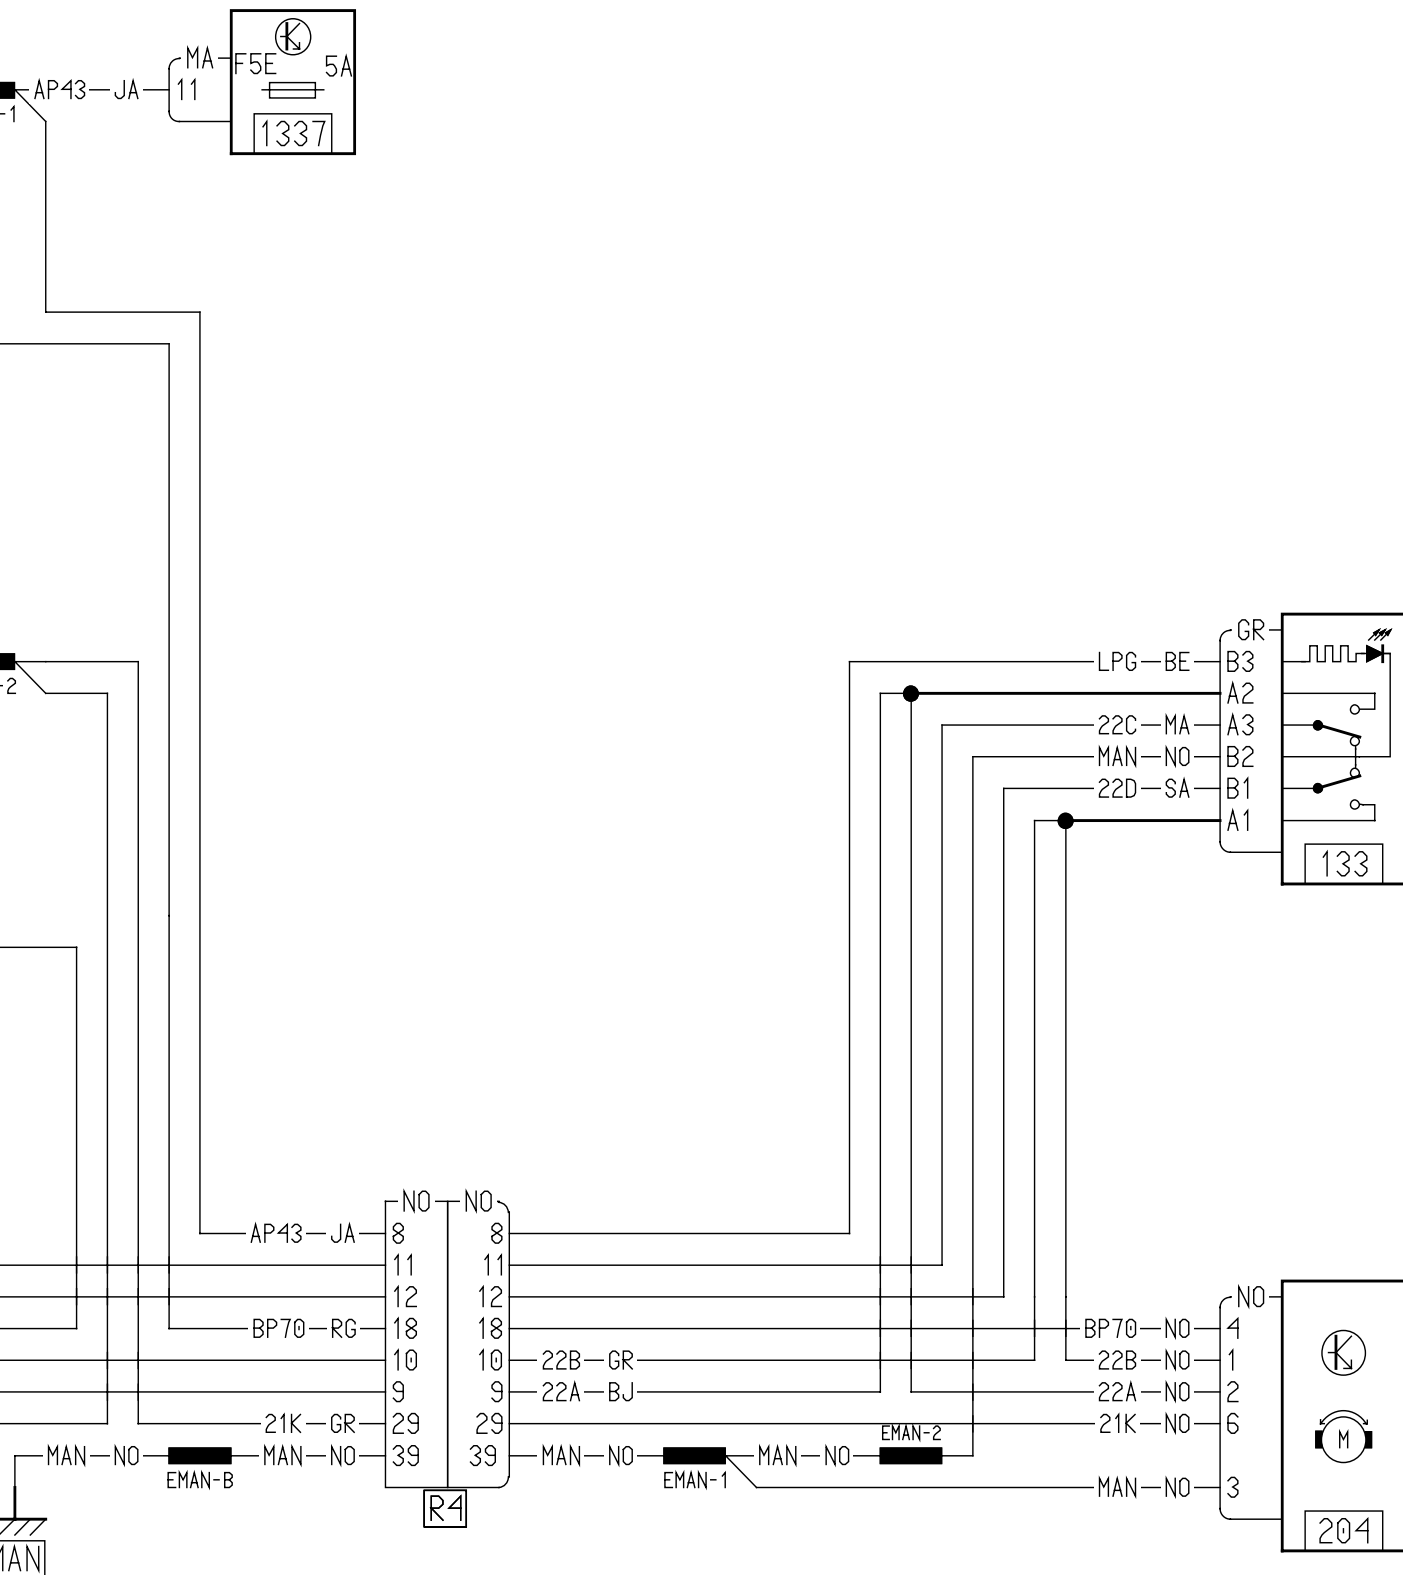 MA
F5E 5A
AP43 JA 11
-1
1337
GR
LPG BE B3
-2
A2
22C MA A3
MAN NO B2
22D SA B1
A1
133
NO NO
AP43 JA 8 8
11 11
12 12
NO
BP70 RG 18 18 BP70 NO 4
10 10 22B GR 22B NO 1
9 9 22A BJ 22A NO 2
21K GR 29 29 21K NO 6
EMAN-2
MAN NO MAN NO 39 39 MAN NO MAN NO M
EMAN-B EMAN-1
MAN NO 3
R4
204
MAN